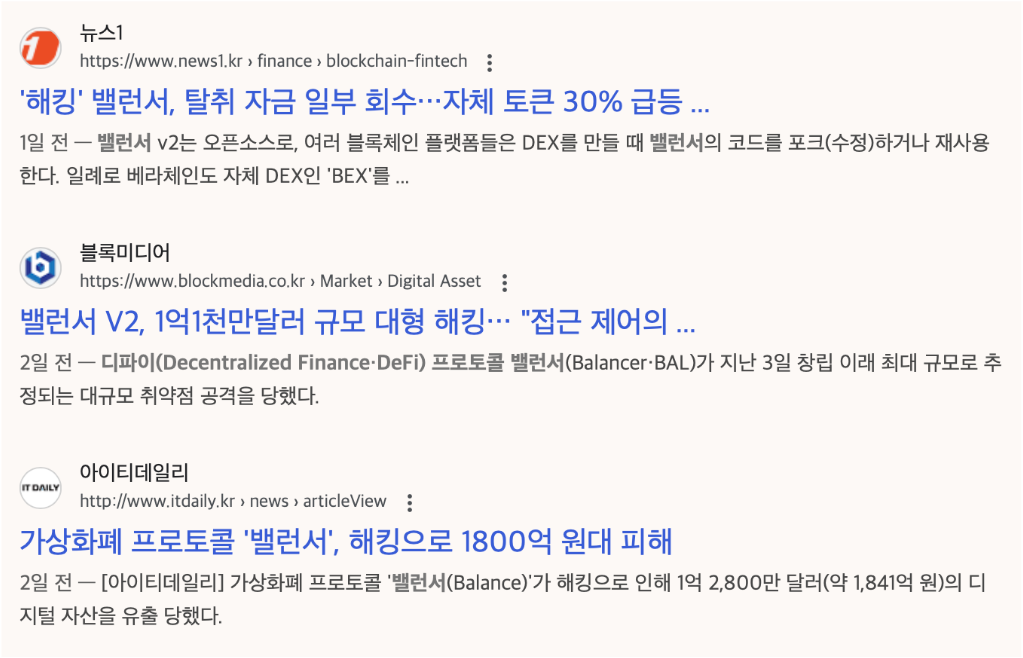 뉴스1
https://www.news1.kr › finance › blockchain-fintech
'해킹' 밸런서, 탈취 자금 일부 회수…자체 토큰 30% 급등 ...
1일 전 — 밸런서 v2는 오픈소스로, 여러 블록체인 플랫폼들은 DEX를 만들 때 밸런서의 코드를 포크(수정)하거나 재사용
한다. 일례로 베라체인도 자체 DEX인 'BEX'를 ...
블록미디어
https://www.blockmedia.co.kr › Market › Digital Asset
밸런서 V2, 1억1천만달러 규모 대형 해킹… "접근 제어의 ...
2일 전 — 디파이(Decentralized Finance·DeFi) 프로토콜 밸런서(Balancer·BAL)가 지난 3일 창립 이래 최대 규모로 추
정되는 대규모 취약점 공격을 당했다.
IT DAILY
아이티데일리
http://www.itdaily.kr › news › articleView
가상화폐 프로토콜 '밸런서', 해킹으로 1800억 원대 피해
2일 전 — [아이티데일리] 가상화폐 프로토콜 '밸런서(Balance)'가 해킹으로 인해 1억 2,800만 달러(약 1,841억 원)의 디
지털 자산을 유출 당했다.